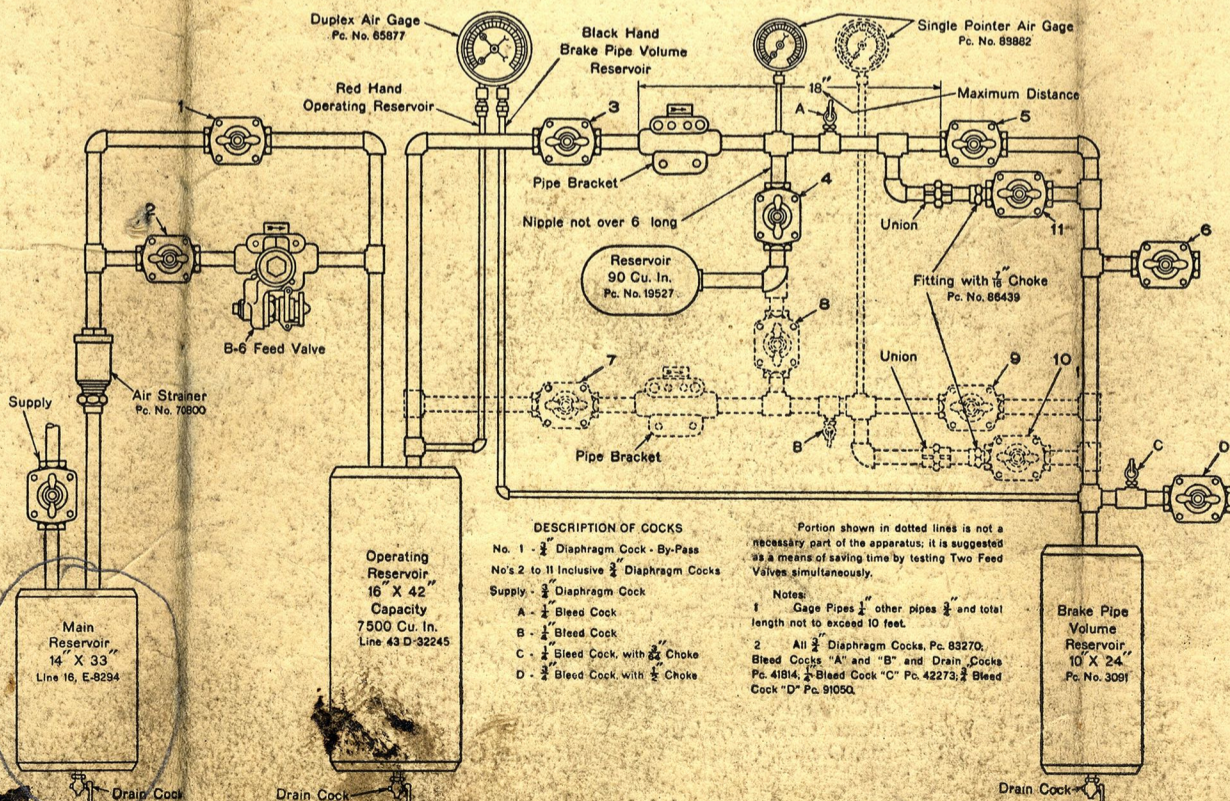 Duplex Air Gage
Pc. No. 65877
Black Hand
Brake Pipe Volume
Reservoir
Single Pointer Air Gage
Pc. No. 83882
Red Hand
Operating Reservoir
18"
Maximum Distance
1
3
A
5
Pipe Bracket
4
2
Nipple not over 6 long
Union
11
6
Reservoir
90 Cu. In.
Pc. No. 19527
Fitting with 7/16 Choke
Pc. No. 86439
8
B-6 Feed Valve
7
Union
9
10
Air Strainer
Pc. No. 70800
Supply
Pipe Bracket
B
C
D
DESCRIPTION OF COCKS
No. 1 - 3/4" Diaphragm Cock - By-Pass
No's 2 to 11 Inclusive 3/4" Diaphragm Cocks
Supply - 3/4" Diaphragm Cock
A - 1/4" Bleed Cock
B - 1/4" Bleed Cock
C - 1/4" Bleed Cock, with Choke
D - 3/4" Bleed Cock, with 1/2" Choke
Portion shown in dotted lines is not a
necessary part of the apparatus; it is suggested
as a means of saving time by testing Two Feed
Valves simultaneously.
Notes:
1 Gage Pipes 1/4" other pipes 3/4" and total
length not to exceed 10 feet.
2 All 3/4" Diaphragm Cocks, Pc. 83270;
Bleed Cocks "A" and "B" and Drain Cocks
Pc. 41814, 1/4" Bleed Cock "C" Pc. 42273; 3/4" Bleed
Cock "D" Pc. 91050.
Main
Reservoir
14" X 33"
Line 16, E-8294
Operating
Reservoir
16" X 42"
Capacity
7500 Cu. In.
Line 43 D-32245
Brake Pipe
Volume
Reservoir
10" X 24"
Pc. No. 3091
Drain Cock
Drain Cock
Drain Cock